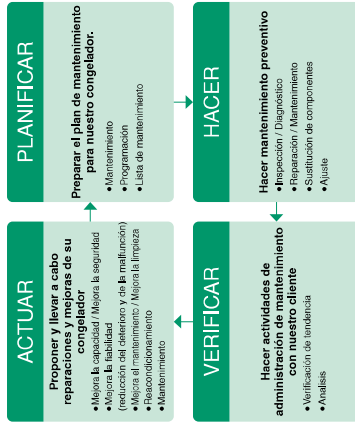 PLANIFICAR
Preparar el plan de mantenimiento
para nuestro congelador.
• Mantenimiento
• Programación
• Lista de mantenimiento
HACER
Hacer mantenimiento preventivo
• Inspección / Diagnóstico
• Reparación / Mantenimiento
• Sustitución de componentes
• Ajuste
VERIFICAR
Hacer actividades de
administración de mantenimiento
con nuestro cliente
• Verificación de tendencia
• Analisis
ACTUAR
Proponer y llevar a cabo
reparaciones y mejoras de su
congelador
• Mejora la capacidad / Mejora la seguridad
• Mejora la fiabilidad
(reducción del deterioro y de la malfunción)
• Mejora el mantenimiento / Mejora la limpieza
• Reacondicionamiento
• Mantenimiento